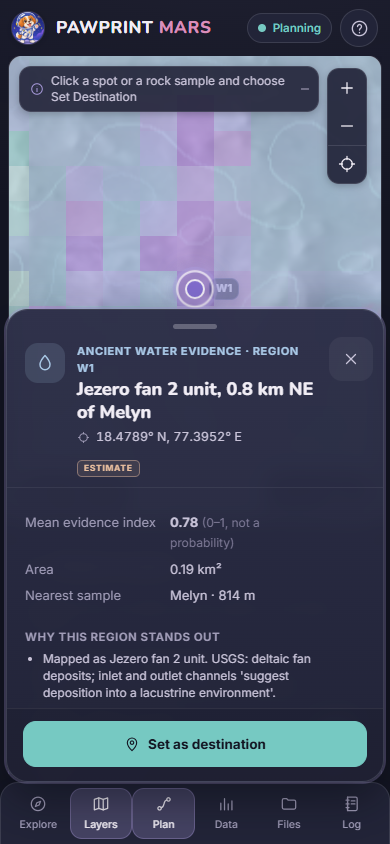 PAWPRINT MARS
Planning
Click a spot or a rock sample and choose
Set Destination
W1
ANCIENT WATER EVIDENCE · REGION
W1
Jezero fan 2 unit, 0.8 km NE
of Melyn
18.4789° N, 77.3952° E
ESTIMATE
Mean evidence index 0.78 (0–1, not a
probability)
Area 0.19 km²
Nearest sample Melyn · 814 m
WHY THIS REGION STANDS OUT
• Mapped as Jezero fan 2 unit. USGS: deltaic fan
deposits; inlet and outlet channels 'suggest
deposition into a lacustrine environment'.
Set as destination
Explore Layers Plan Data Files Log